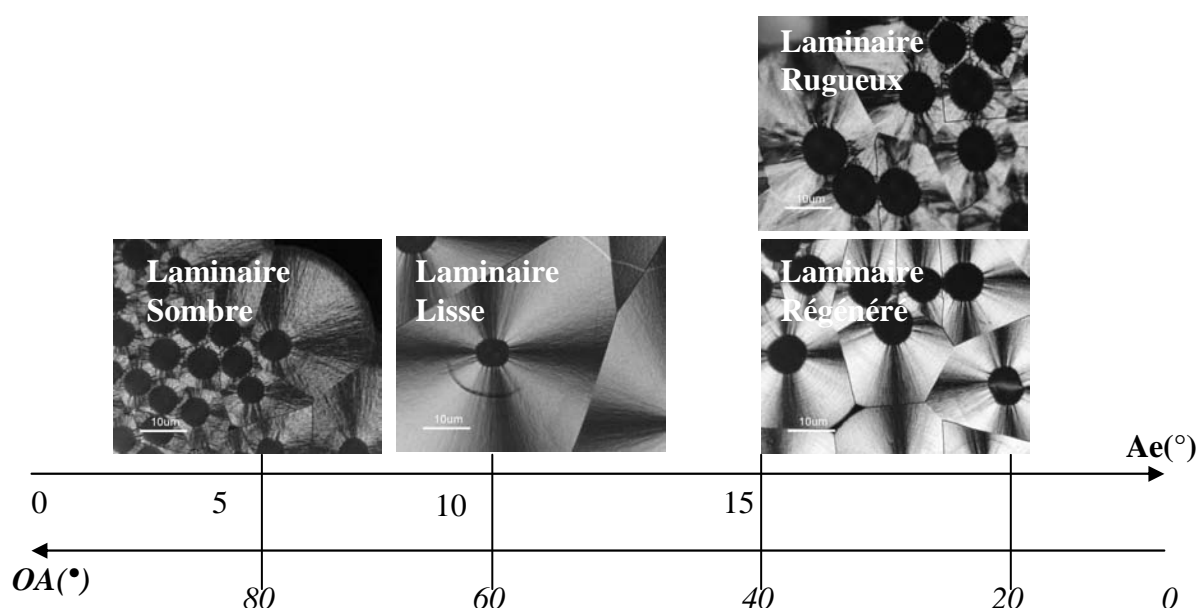 Laminaire
Rugueux
10um
Laminaire
Sombre
10um
Laminaire
Lisse
10um
Laminaire
Régénéré
10um
Ae(°)
0 5 10 15
OA(•)
80 60 40 20 0